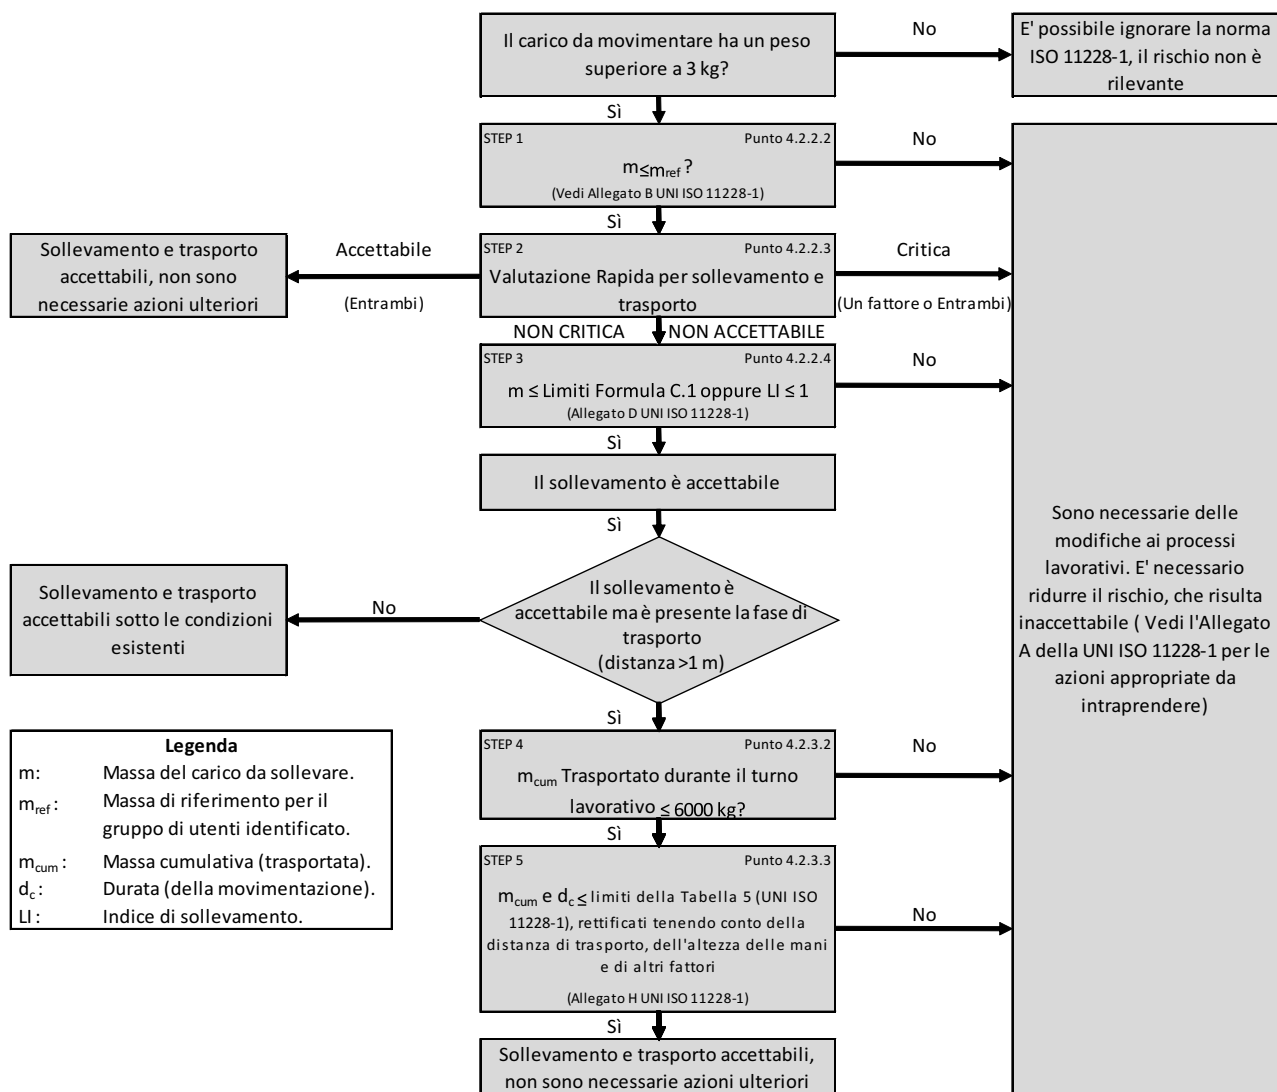 Il carico da movimentare ha un peso
superiore a 3 kg?
No
E' possibile ignorare la norma
ISO 11228-1, il rischio non è
rilevante
Sì
STEP 1 Punto 4.2.2.2
m≤mref ?
(Vedi Allegato B UNI ISO 11228-1)
No
Sì
Sollevamento e trasporto
accettabili, non sono
necessarie azioni ulteriori
Accettabile
(Entrambi)
STEP 2 Punto 4.2.2.3
Valutazione Rapida per sollevamento e
trasporto
Critica
(Un fattore o Entrambi)
NON CRITICA NON ACCETTABILE
STEP 3 Punto 4.2.2.4
m ≤ Limiti Formula C.1 oppure LI ≤ 1
(Allegato D UNI ISO 11228-1)
No
Sì
Il sollevamento è accettabile
Sì
Il sollevamento è
accettabile ma è presente la fase di
trasporto
(distanza >1 m)
No
Sollevamento e trasporto
accettabili sotto le condizioni
esistenti
Sono necessarie delle
modifiche ai processi
lavorativi. E' necessario
ridurre il rischio, che risulta
inaccettabile ( Vedi l'Allegato
A della UNI ISO 11228-1 per le
azioni appropriate da
intraprendere)
Sì
STEP 4 Punto 4.2.3.2
mcum Trasportato durante il turno
lavorativo ≤ 6000 kg?
No
Sì
STEP 5 Punto 4.2.3.3
mcum e dc ≤ limiti della Tabella 5 (UNI ISO
11228-1), rettificati tenendo conto della
distanza di trasporto, dell'altezza delle mani
e di altri fattori
(Allegato H UNI ISO 11228-1)
No
Sì
Sollevamento e trasporto accettabili,
non sono necessarie azioni ulteriori
Legenda
m: Massa del carico da sollevare.
mref : Massa di riferimento per il
gruppo di utenti identificato.
mcum : Massa cumulativa (trasportata).
dc : Durata (della movimentazione).
LI : Indice di sollevamento.